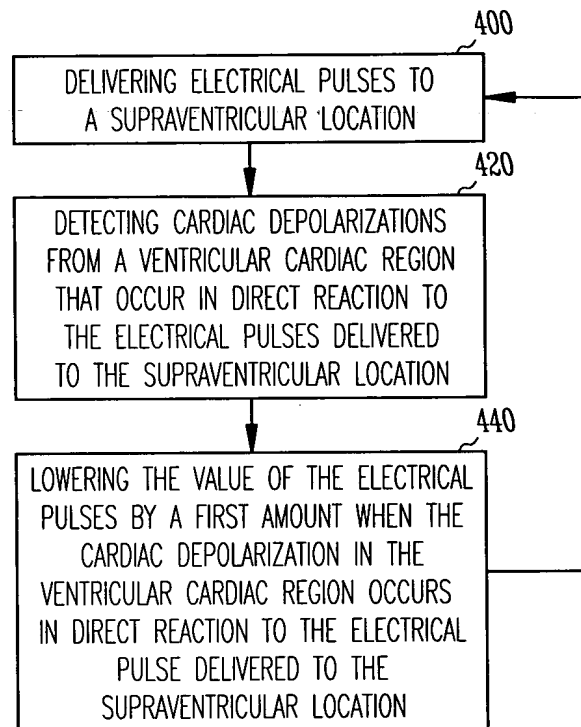 400
DELIVERING ELECTRICAL PULSES TO
A SUPRAVENTRICULAR LOCATION
420
DETECTING CARDIAC DEPOLARIZATIONS
FROM A VENTRICULAR CARDIAC REGION
THAT OCCUR IN DIRECT REACTION TO
THE ELECTRICAL PULSES DELIVERED
TO THE SUPRAVENTRICULAR LOCATION
440
LOWERING THE VALUE OF THE ELECTRICAL
PULSES BY A FIRST AMOUNT WHEN THE
CARDIAC DEPOLARIZATION IN THE
VENTRICULAR CARDIAC REGION OCCURS
IN DIRECT REACTION TO THE ELECTRICAL
PULSE DELIVERED TO THE
SUPRAVENTRICULAR LOCATION